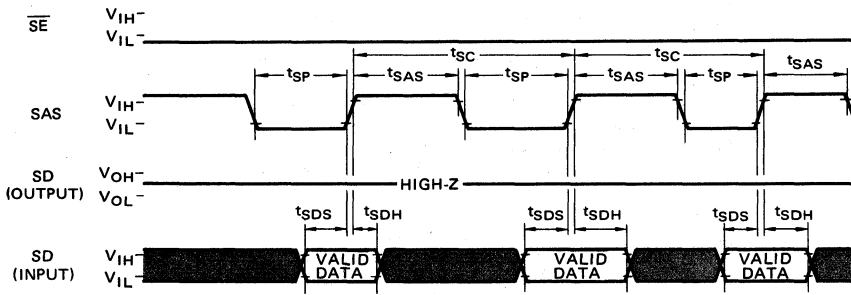 SE
VIH
VIL
tSC tSC
tSP tSAS tSP tSAS tSP tSAS
SAS
VIH
VIL
SD
(OUTPUT)
VOH
VOL
HIGH-Z
tSDS tSDH tSDS tSDH tSDS tSDH
SD
(INPUT)
VIH
VIL
VALID
DATA
VALID
DATA
VALID
DATA